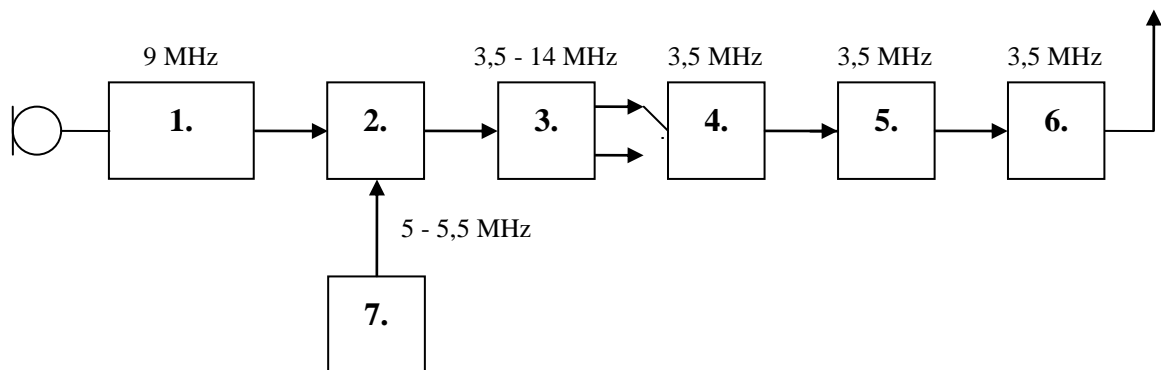 9 MHz
3,5 - 14 MHz
3,5 MHz
3,5 MHz
3,5 MHz
1.
2.
3.
4.
5.
6.
5 - 5,5 MHz
7.